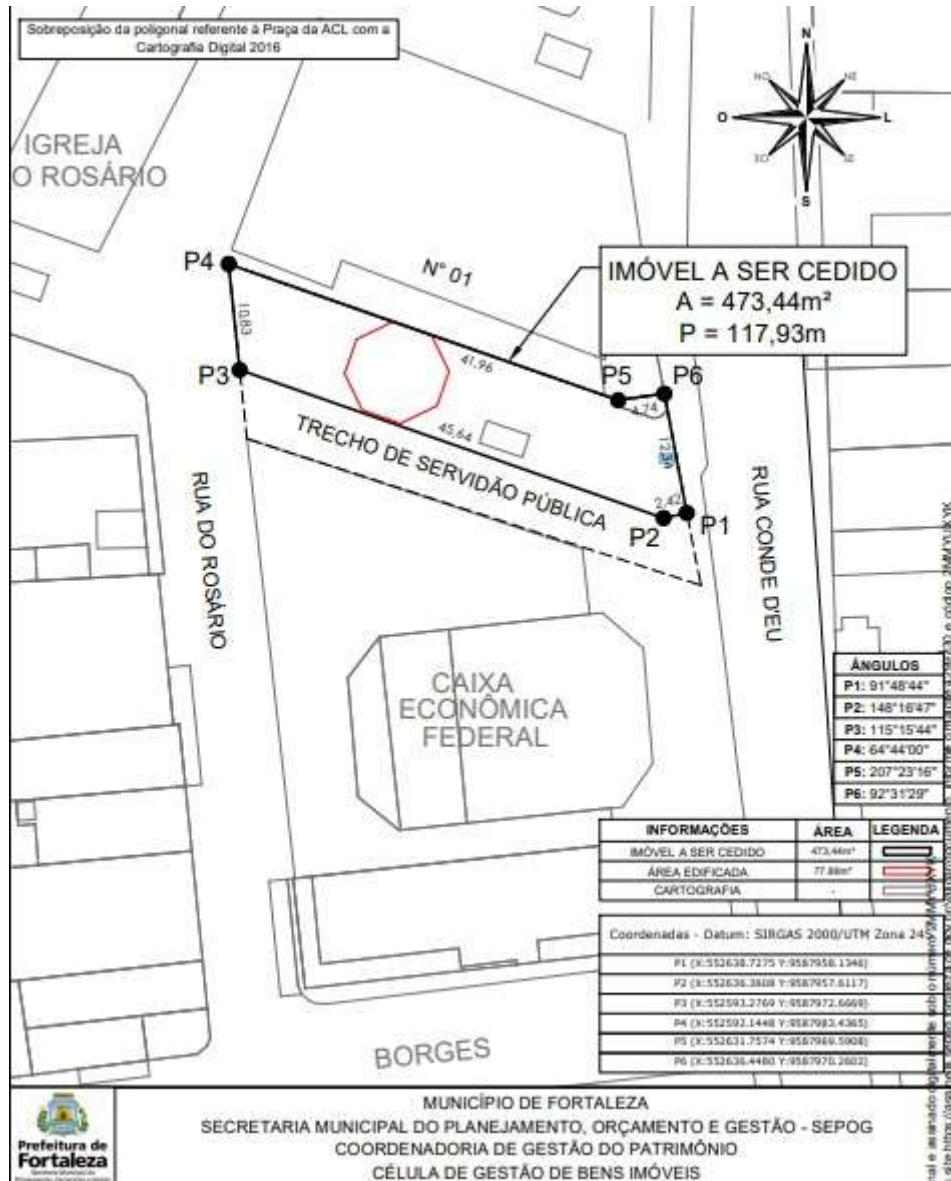 Sobreposição da poligonal referente à Praça da ACL com a
Cartografia Digital 2016
N
NE
L
SE
S
O
IGREJA
O ROSÁRIO
P4
N° 01
IMÓVEL A SER CEDIDO
A = 473,44m²
P = 117,93m
10,83
41,96
P5
P6
4,74
P3
45,64
TRECHO DE SERVIDÃO PÚBLICA
2,42
P2
P1
RUA DO ROSÁRIO
RUA CONDE D'EU
CAIXA
ECONÔMICA
FEDERAL
ÂNGULOS
P1: 91°48'44"
P2: 148°16'47"
P3: 115°15'44"
P4: 64°44'00"
P5: 207°23'16"
P6: 92°31'29"
INFORMAÇÕES ÁREA LEGENDA
IMÓVEL A SER CEDIDO 473,44m²
ÁREA EDIFICADA 77.88m²
CARTOGRAFIA -
Coordenadas - Datum: SIRGAS 2000/UTM Zona 24
P1 (X:552638.7275 Y:9587958.1346)
P2 (X:552636.3608 Y:9587957.6117)
P3 (X:552593.2769 Y:9587972.6669)
P4 (X:552592.1448 Y:9587983.4365)
P5 (X:552631.7574 Y:9587969.5908)
P6 (X:552636.4480 Y:9587970.2602)
BORGES
Prefeitura de
Fortaleza
MUNICÍPIO DE FORTALEZA
SECRETARIA MUNICIPAL DO PLANEJAMENTO, ORÇAMENTO E GESTÃO - SEPOG
COORDENADORIA DE GESTÃO DO PATRIMÔNIO
CÉLULA DE GESTÃO DE BENS IMÓVEIS